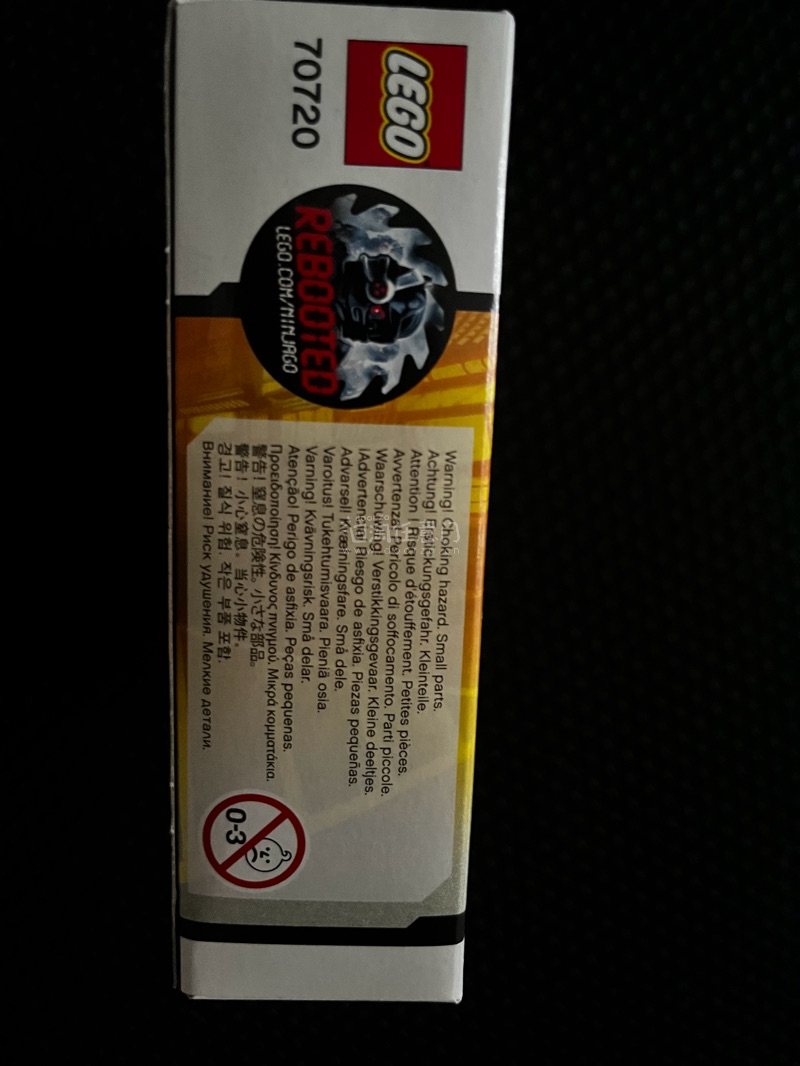 LEGO
70720
REBOOTED
LEGO.COM/NINJAGO
Warning! Choking hazard. Small parts.
Achtung! Erstickungsgefahr. Kleinteile.
Attention ! Risque d'étouffement. Petites pièces.
Avvertenza! Pericolo di soffocamento. Parti piccole.
Waarschuwing! Verstikkingsgevaar. Kleine deeltjes.
¡Advertencia! Riesgo de asfixia. Piezas pequeñas.
Advarsel! Kvælningsfare. Små dele.
Varoitus! Tukehtumisvaara. Pieniä osia.
Varning! Kvävningsrisk. Små delar.
Atenção! Perigo de asfixia. Peças pequenas.
Προειδοποίηση! Κίνδυνος πνιγμού. Μικρά κομματάκια.
警告! 窒息の危険性。小さな部品。
警告! 小心窒息。当心小物件。
경고! 질식 위험. 작은 부품 포함.
Внимание! Риск удушения. Мелкие детали.
0-3